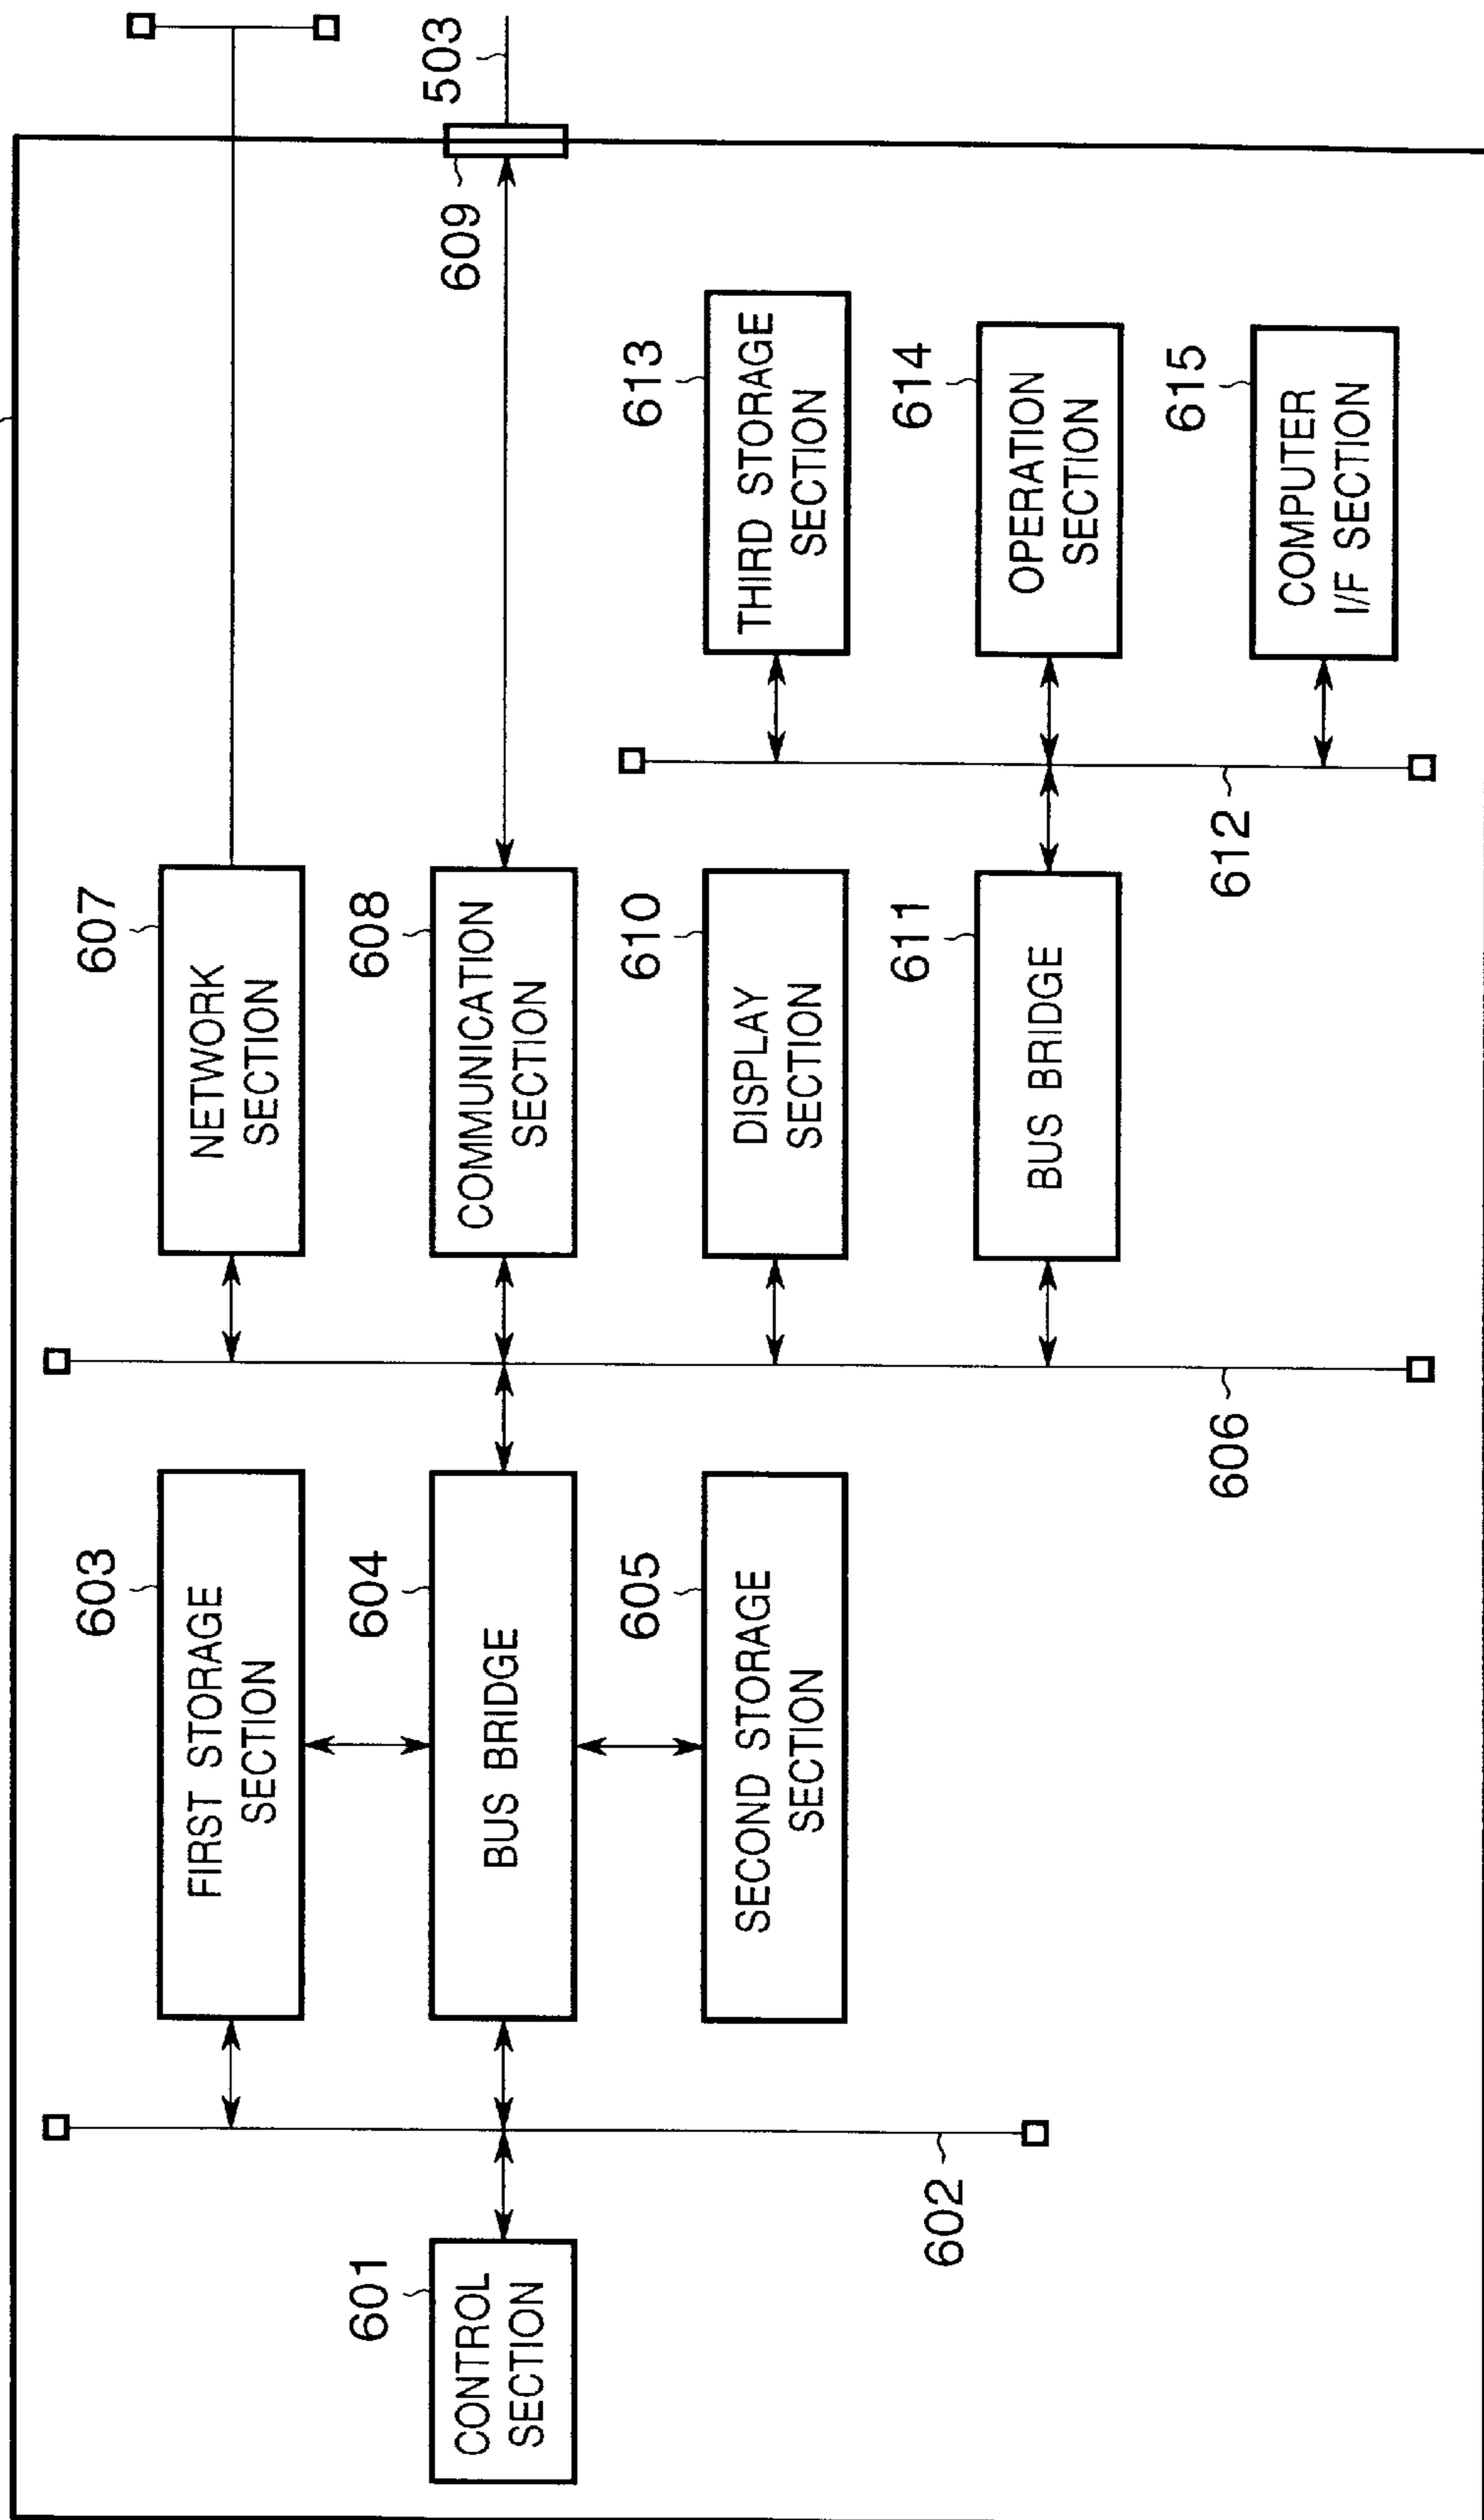 603
FIRST STORAGE
SECTION
607
NETWORK
SECTION
601
CONTROL
SECTION
604
BUS BRIDGE
608
COMMUNICATION
SECTION
609
503
605
SECOND STORAGE
SECTION
610
DISPLAY
SECTION
613
THIRD STORAGE
SECTION
611
BUS BRIDGE
614
OPERATION
SECTION
602
606
612
615
COMPUTER
I/F SECTION